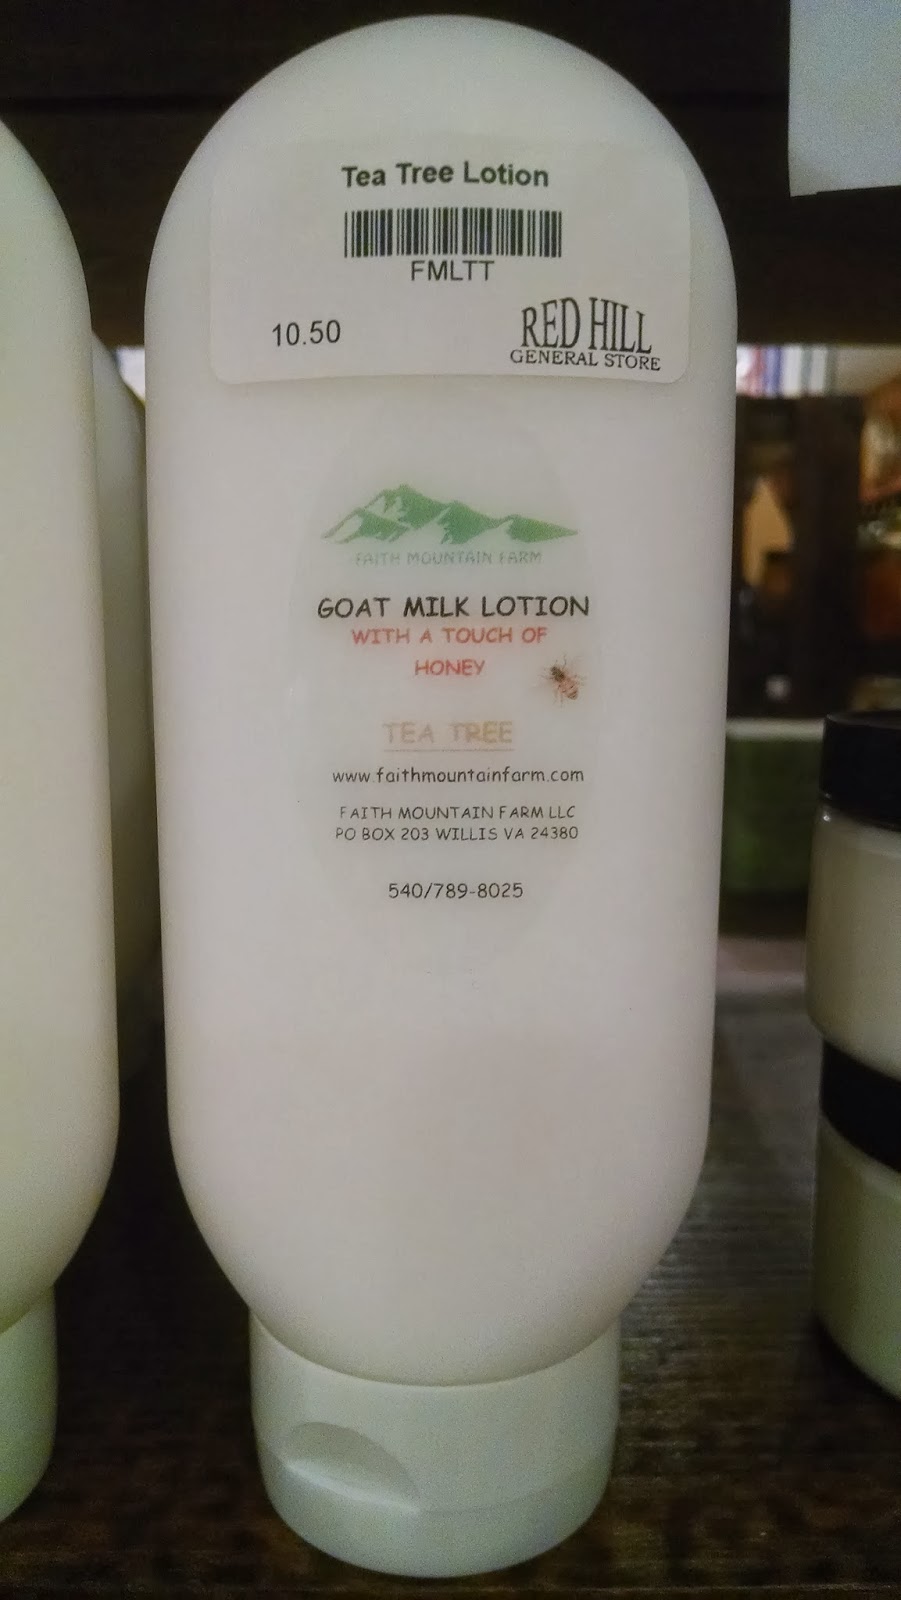 Tea Tree Lotion
FMLTT
10.50
RED HILL
GENERAL STORE
FAITH MOUNTAIN FARM
GOAT MILK LOTION
WITH A TOUCH OF
HONEY
TEA TREE
www.faithmountainfarm.com
FAITH MOUNTAIN FARM LLC
PO BOX 203 WILLIS VA 24380
540/789-8025